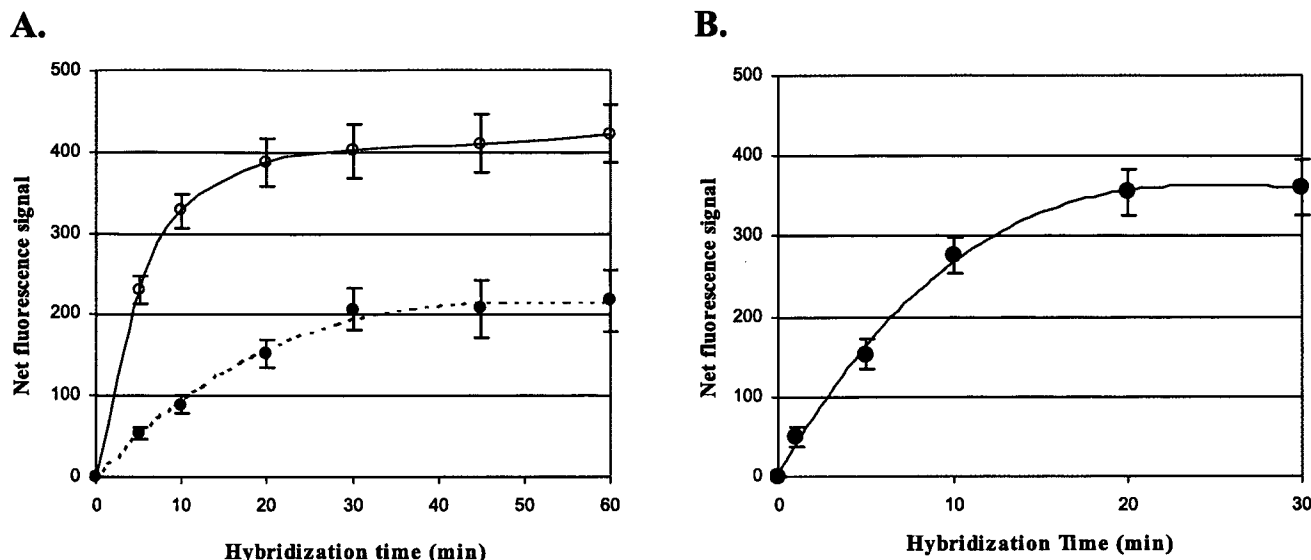 A.
500
400
300
200
100
0
Net fluorescence signal
0 10 20 30 40 50 60
Hybridization time (min)
B.
500
400
300
200
100
0
Net fluorescence signal
0 10 20 30
Hybridization Time (min)